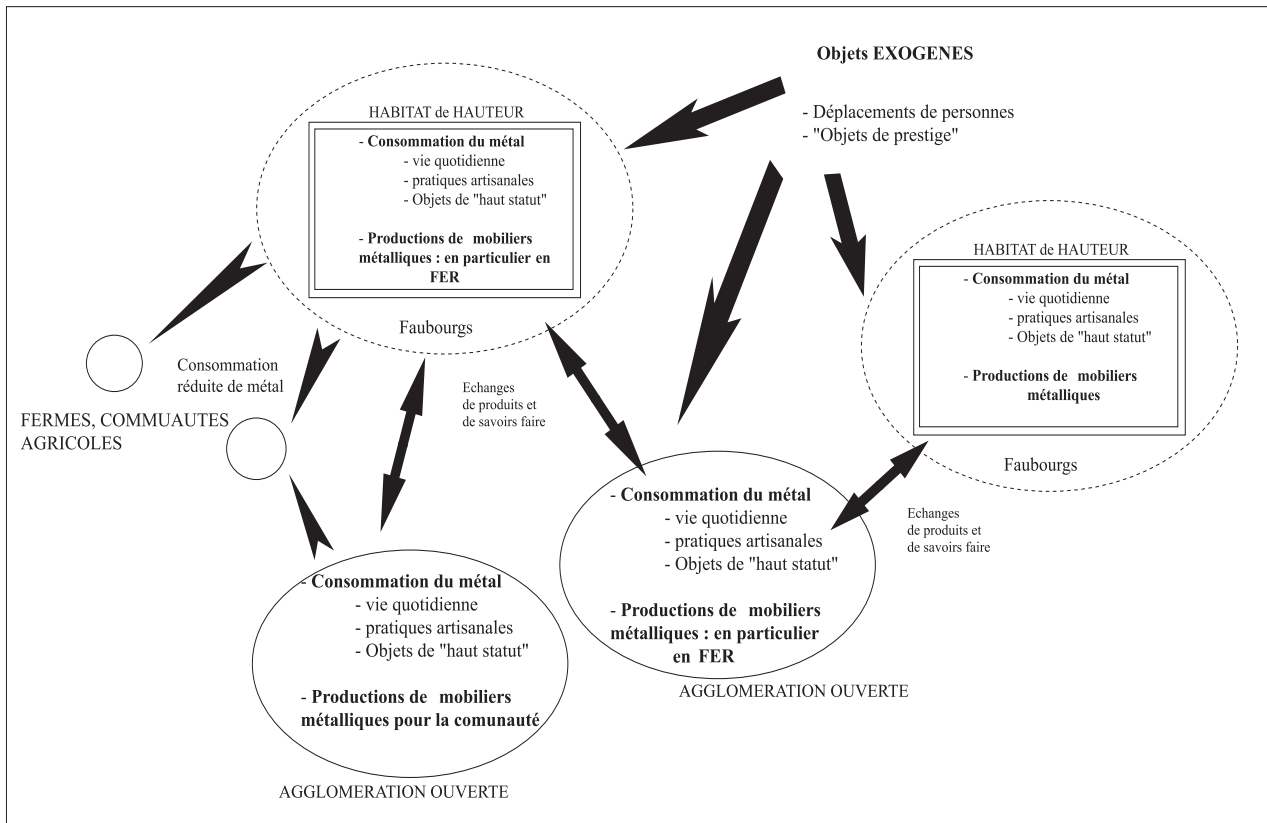 Objets EXOGENES
- Déplacements de personnes
- "Objets de prestige"
HABITAT de HAUTEUR
- Consommation du métal
- vie quotidienne
- pratiques artisanales
- Objets de "haut statut"
- Productions de mobiliers
métalliques : en particulier en
FER
Faubourgs
HABITAT de HAUTEUR
- Consommation du métal
- vie quotidienne
- pratiques artisanales
- Objets de "haut statut"
- Productions de mobiliers
métalliques
Faubourgs
Consommation
réduite de métal
FERMES, COMMUAUTES
AGRICOLES
Echanges
de produits et
de savoirs faire
Echanges
de produits et
de savoirs faire
- Consommation du métal
- vie quotidienne
- pratiques artisanales
- Objets de "haut statut"
- Productions de mobiliers
métalliques : en particulier
en FER
AGGLOMERATION OUVERTE
- Consommation du métal
- vie quotidienne
- pratiques artisanales
- Objets de "haut statut"
- Productions de mobiliers
métalliques pour la comunauté
AGGLOMERATION OUVERTE